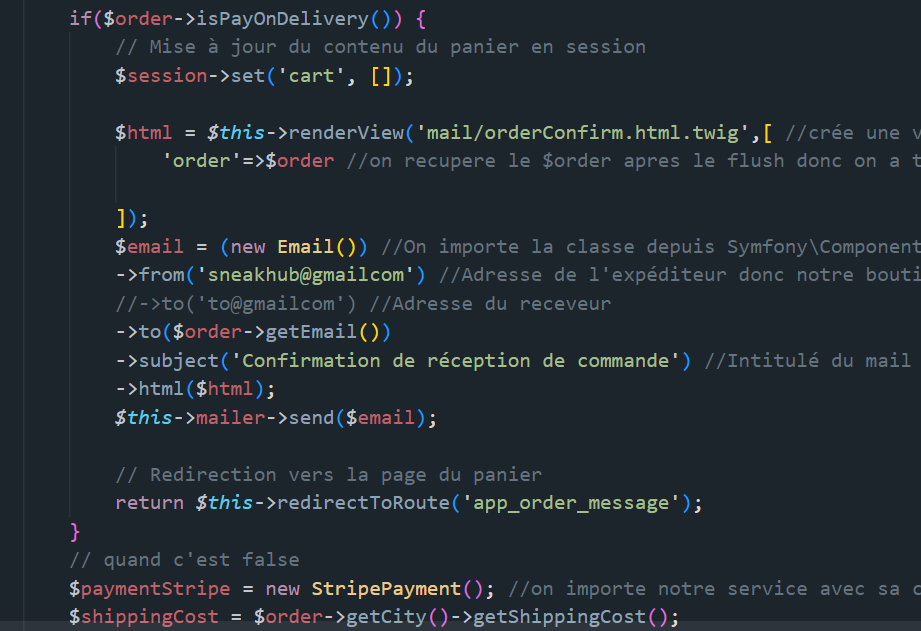 if($order->isPayOnDelivery()) {
// Mise à jour du contenu du panier en session
$session->set('cart', []);
$html = $this->renderView('mail/orderConfirm.html.twig',[ //crée une
'order'=>$order //on recupere le $order apres le flush donc on a
]);
$email = (new Email()) //On importe la classe depuis Symfony\Component
->from('sneakhub@gmailcom') //Adresse de l'expéditeur donc notre
//->to('to@gmailcom') //Adresse du receveur
->to($order->getEmail())
->subject('Confirmation de réception de commande') //Intitulé du mail
->html($html);
$this->mailer->send($email);
// Redirection vers la page du panier
return $this->redirectToRoute('app_order_message');
}
// quand c'est false
$paymentStripe = new StripePayment(); //on importe notre service avec sa
$shippingCost = $order->getCity()->getShippingCost();